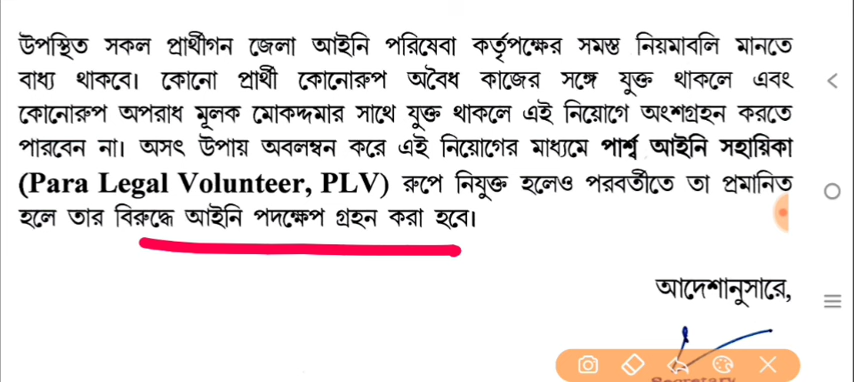 উপস্থিত সকল প্রার্থীগন জেলা আইনি পরিষেবা কর্তৃপক্ষের সমস্ত নিয়মাবলি মানতে
বাধ্য থাকবে। কোনো প্রার্থী কোনোরুপ অবৈধ কাজের সঙ্গে যুক্ত থাকলে এবং
কোনোরুপ অপরাধ মূলক মোকদ্দমার সাথে যুক্ত থাকলে এই নিয়োগে অংশগ্রহন করতে
পারবেন না। অসৎ উপায় অবলম্বন করে এই নিয়োগের মাধ্যমে পার্শ্ব আইনি সহায়িকা
(Para Legal Volunteer, PLV) রুপে নিযুক্ত হলেও পরবর্তীতে তা প্রমানিত
হলে তার বিরুদ্ধে আইনি পদক্ষেপ গ্রহন করা হবে।
আদেশানুসারে,
Secretary